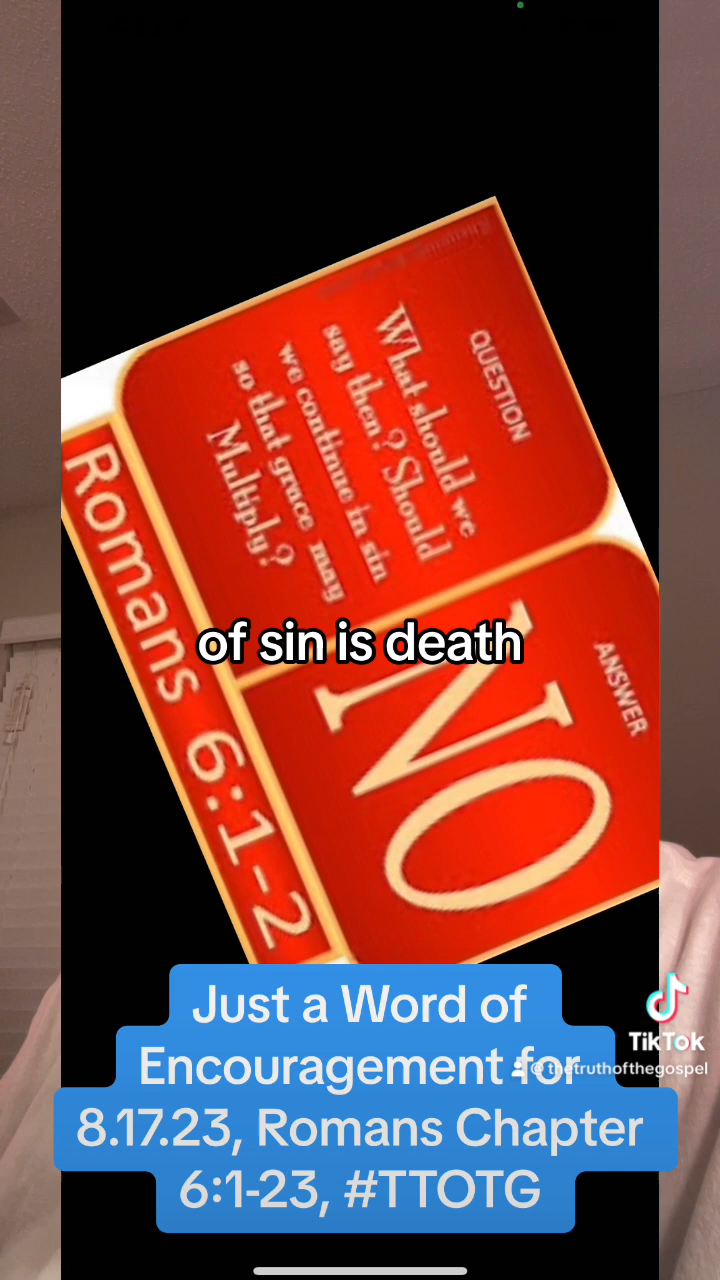 QUESTION
What should we
say then? Should
we continue in sin
so that grace may
Multiply?
ANSWER
NO
Romans 6:1-2
of sin is death
Just a Word of
Encouragement for
8.17.23, Romans Chapter
6:1-23, #TTOTG
TikTok
@thetruthofthegospel